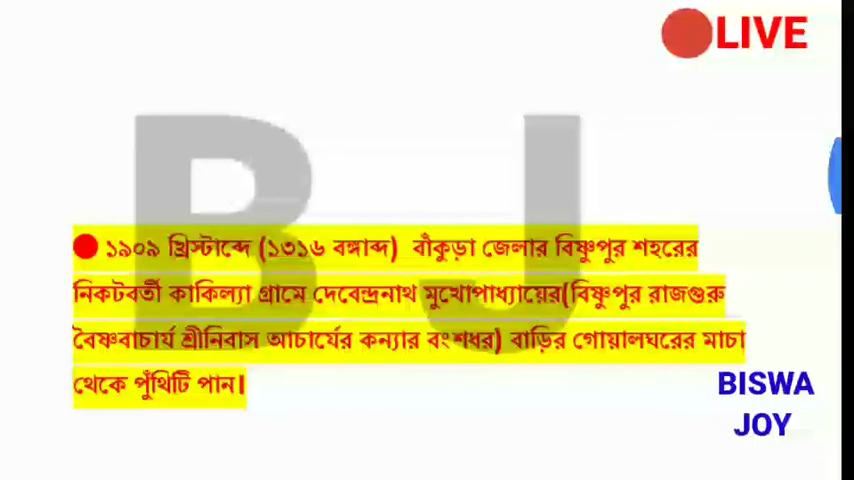 LIVE
B J
১৯০৯ খ্রিস্টাব্দে (১৩১৬ বঙ্গাব্দ) বাঁকুড়া জেলার বিষ্ণুপুর শহরের
নিকটবর্তী কাকিল্যা গ্রামে দেবেন্দ্রনাথ মুখোপাধ্যায়ের(বিষ্ণুপুর রাজগুরু
বৈষ্ণবাচার্য শ্রীনিবাস আচার্যের কন্যার বংশধর) বাড়ির গোয়ালঘরের মাচা
থেকে পুঁথিটি পান।
BISWA
JOY